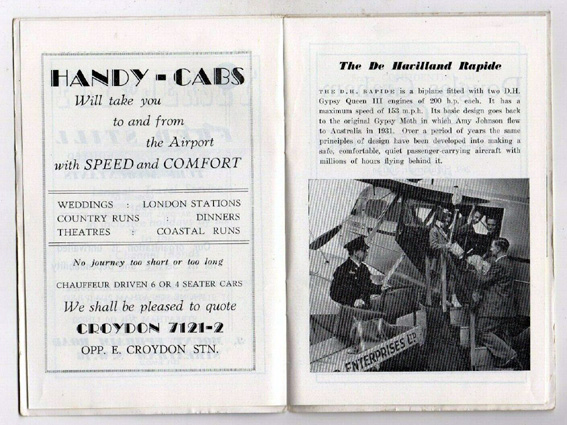 HANDY - CABS
Will take you
to and from
the Airport
with SPEED and COMFORT
WEDDINGS : LONDON STATIONS
COUNTRY RUNS : DINNERS
THEATRES : COASTAL RUNS
No journey too short or too long
CHAUFFEUR DRIVEN 6 OR 4 SEATER CARS
We shall be pleased to quote
CROYDON 7121-2
OPP. E. CROYDON STN.
The De Havilland Rapide
THE D.H. RAPIDE is a biplane fitted with two D.H.
Gypsy Queen III engines of 200 h.p. each. It has a
maximum speed of 153 m.p.h. Its basic design goes back
to the original Gypsy Moth in which Amy Johnson flew
to Australia in 1931. Over a period of years the same
principles of design have been developed into making a
safe, comfortable, quiet passenger-carrying aircraft with
millions of hours flying behind it.
ENTERPRISES LTD